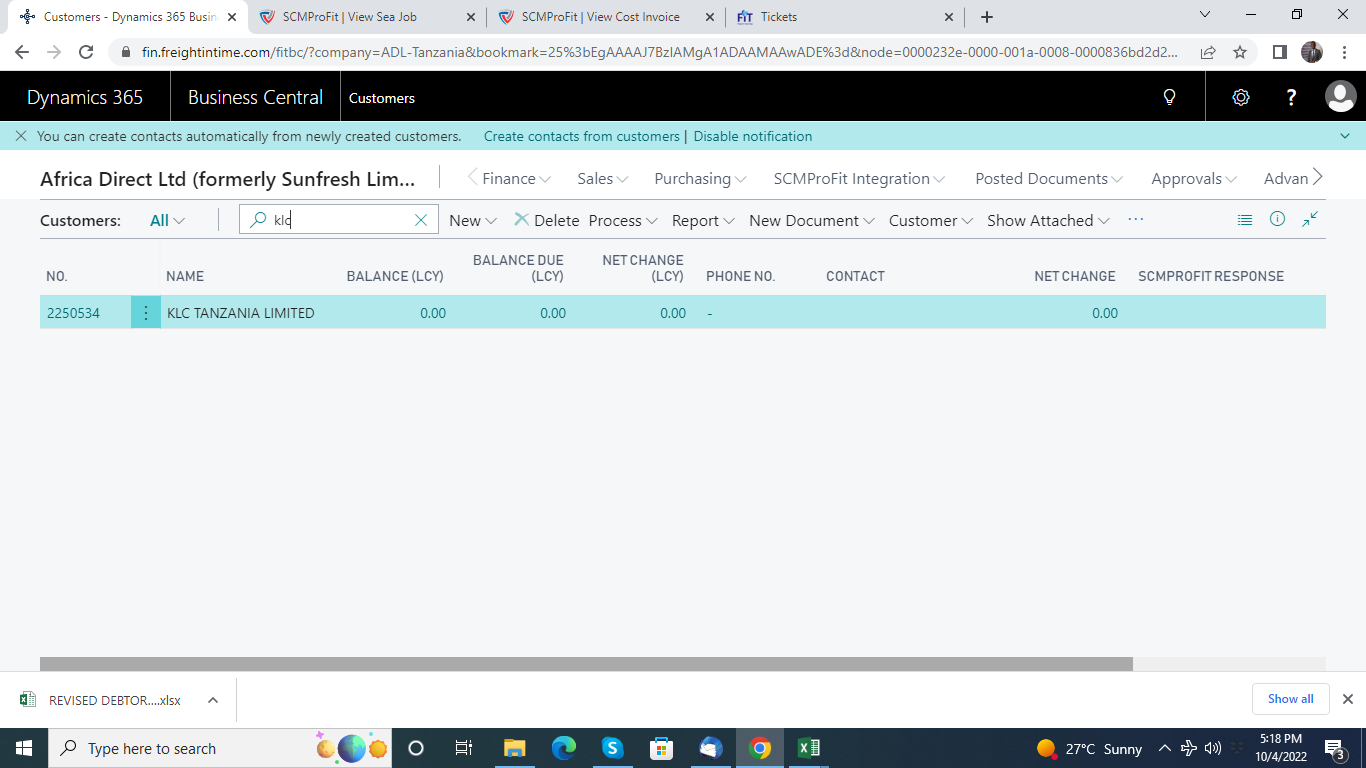 Customers - Dynamics 365 Busin
SCMProFit | View Sea Job
SCMProFit | View Cost Invoice
FiT Tickets
fin.freightintime.com/fitbc/?company=ADL-Tanzania&bookmark=25%3bEgAAAAJ7BzIAMgA1ADAAMAAwADE%3d&node=0000232e-0000-001a-0008-0000836bd2d2...
Dynamics 365 Business Central Customers ?
You can create contacts automatically from newly created customers. Create contacts from customers | Disable notification
Africa Direct Ltd (formerly Sunfresh Lim... Finance Sales Purchasing SCMProFit Integration Posted Documents Approvals Advan
Customers: All klc New Delete Process Report New Document Customer Show Attached ...
NO. NAME BALANCE (LCY) BALANCE DUE (LCY) NET CHANGE (LCY) PHONE NO. CONTACT NET CHANGE SCMPROFIT RESPONSE
2250534 KLC TANZANIA LIMITED 0.00 0.00 0.00 - 0.00
REVISED DEBTOR....xlsx Show all
Type here to search 27°C Sunny 5:18 PM
10/4/2022 3